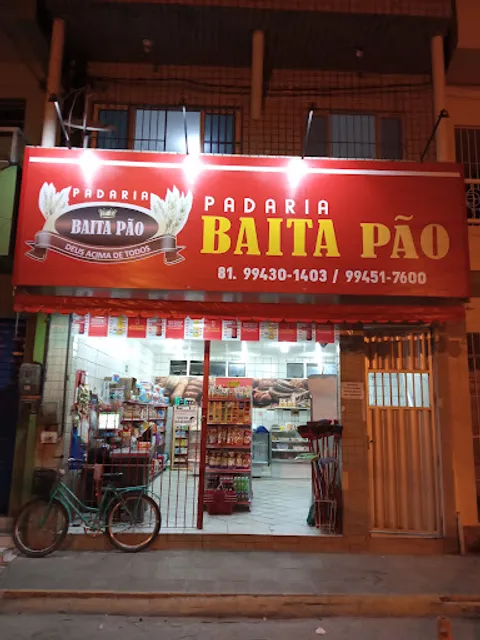 PADARIA
BAITA PÃO
DEUS ACIMA DE TODOS
PADARIA
BAITA PÃO
81. 99430-1403 / 99451-7600